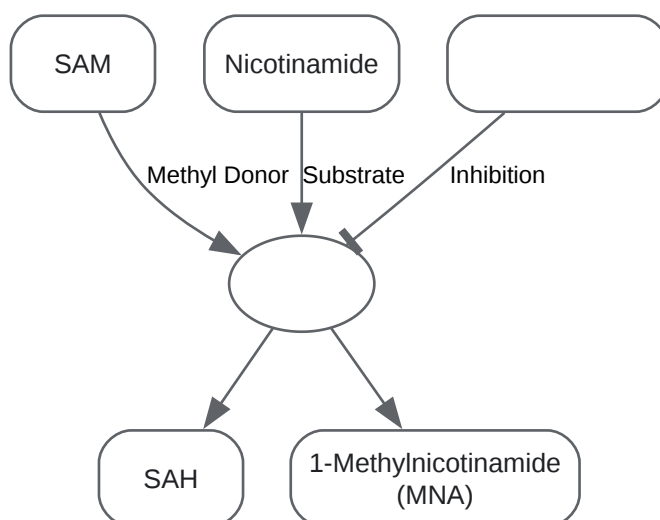 SAM
Nicotinamide
Methyl Donor
Substrate
Inhibition
SAH
1-Methylnicotinamide
(MNA)